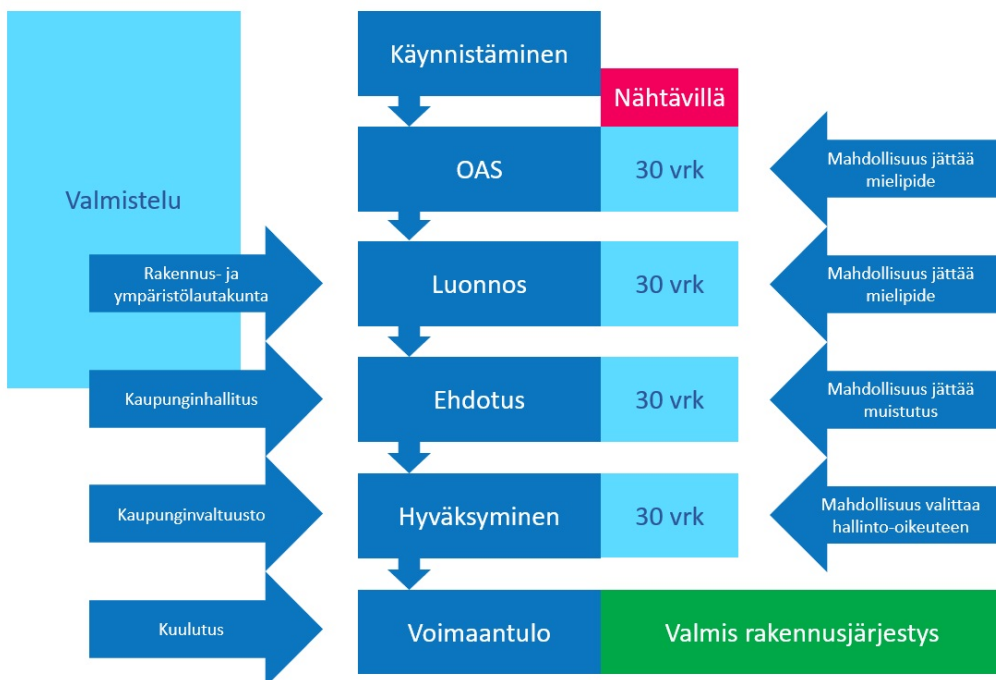 Käynnistäminen
Nähtävillä
Valmistelu
OAS
30 vrk
Mahdollisuus jättää
mielipide
Rakennus- ja
ympäristölautakunta
Luonnos
30 vrk
Mahdollisuus jättää
mielipide
Kaupunginhallitus
Ehdotus
30 vrk
Mahdollisuus jättää
muistutus
Kaupunginvaltuusto
Hyväksyminen
30 vrk
Mahdollisuus valittaa
hallinto-oikeuteen
Kuulutus
Voimaantulo
Valmis rakennusjärjestys